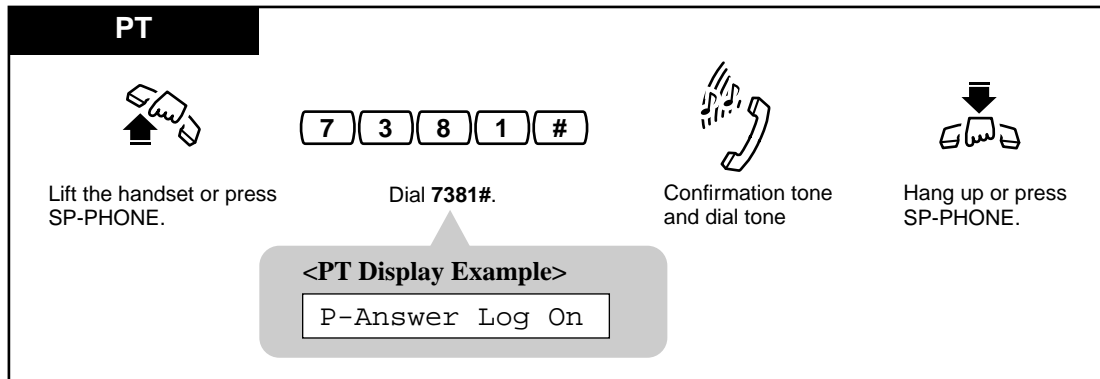 PT
7 3 8 1 #
Lift the handset or press
SP-PHONE.
Dial 7381#.
Confirmation tone
and dial tone
Hang up or press
SP-PHONE.
<PT Display Example>
P-Answer Log On